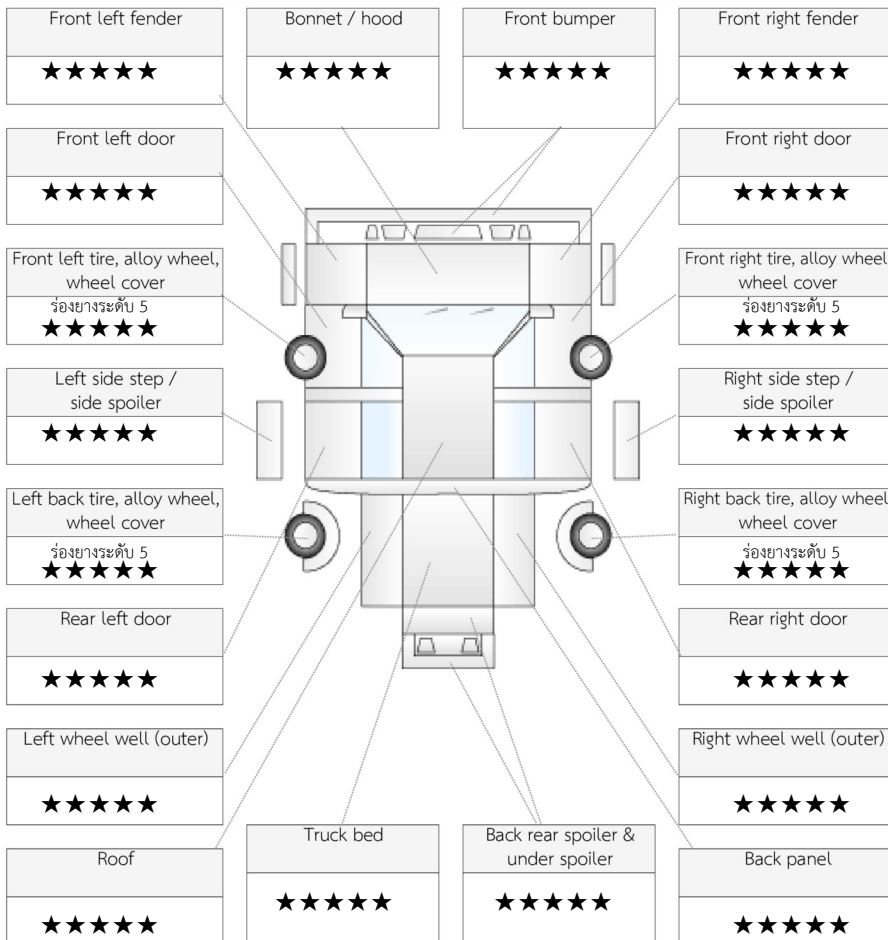 Front left fender
★★★★★
Bonnet / hood
★★★★★
Front bumper
★★★★★
Front right fender
★★★★★
Front left door
★★★★★
Front right door
★★★★★
Front left tire, alloy wheel,
wheel cover
ร่องยางระดับ 5
★★★★★
Front right tire, alloy wheel
wheel cover
ร่องยางระดับ 5
★★★★★
Left side step /
side spoiler
★★★★★
Right side step /
side spoiler
★★★★★
Left back tire, alloy wheel,
wheel cover
ร่องยางระดับ 5
★★★★★
Right back tire, alloy wheel
wheel cover
ร่องยางระดับ 5
★★★★★
Rear left door
★★★★★
Rear right door
★★★★★
Left wheel well (outer)
★★★★★
Right wheel well (outer)
★★★★★
Roof
★★★★★
Truck bed
★★★★★
Back rear spoiler &
under spoiler
★★★★★
Back panel
★★★★★